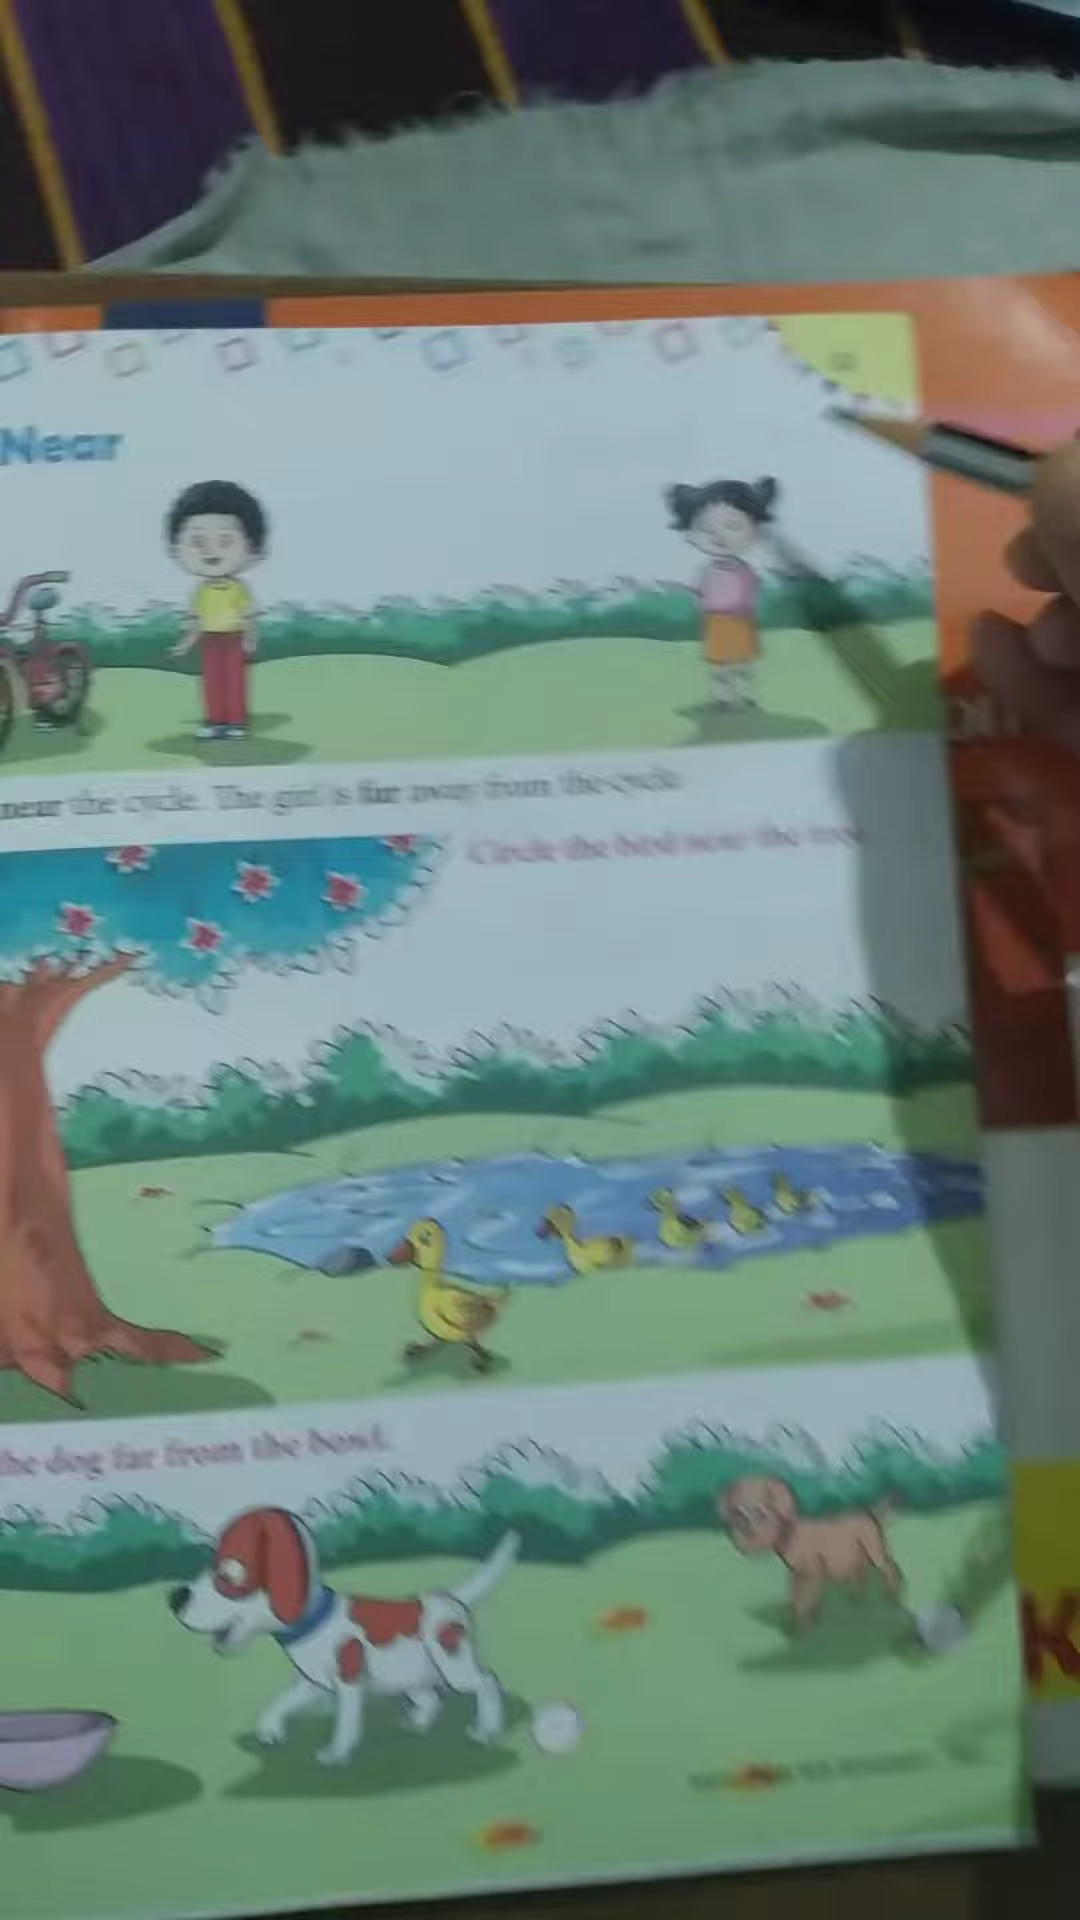 Near
near the cycle. The girl is far away from the cycle
Circle the bird near the tree
the dog far from the bowl.
K